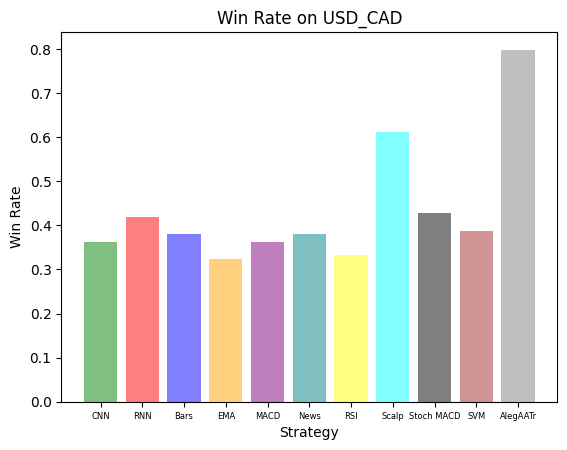 Win Rate on USD_CAD
Win Rate
0.8
0.7
0.6
0.5
0.4
0.3
0.2
0.1
0.0
CNN RNN Bars EMA MACD News RSI Scalp Stoch MACD SVM AlegAATr
Strategy